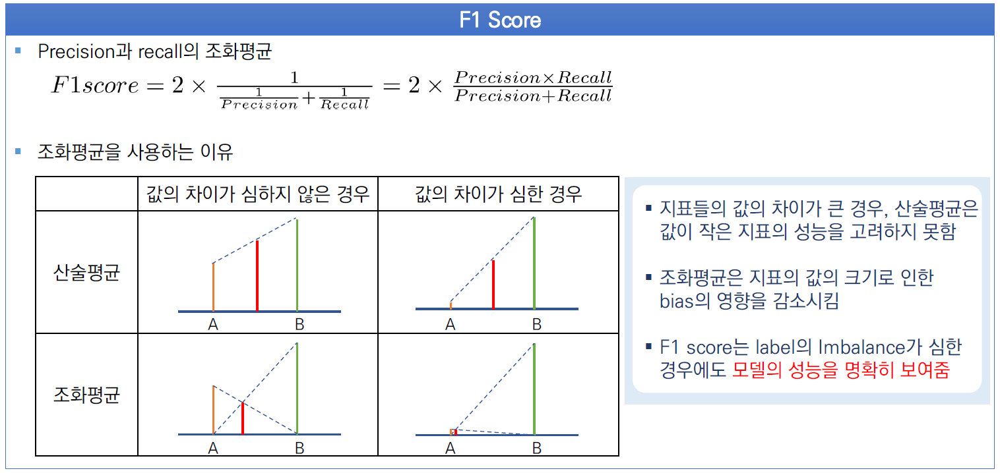 F1 Score
▪ Precision과 recall의 조화평균
F1score = 2 × \frac{1}{\frac{1}{Precision}+\frac{1}{Recall}} = 2 × \frac{Precision×Recall}{Precision+Recall}
▪ 조화평균을 사용하는 이유
값의 차이가 심하지 않은 경우 값의 차이가 심한 경우
산술평균
A B A B
조화평균
A B A B
▪ 지표들의 값의 차이가 큰 경우, 산술평균은
값이 작은 지표의 성능을 고려하지 못함
▪ 조화평균은 지표의 값의 크기로 인한
bias의 영향을 감소시킴
▪ F1 score는 label의 Imbalance가 심한
경우에도 모델의 성능을 명확히 보여줌